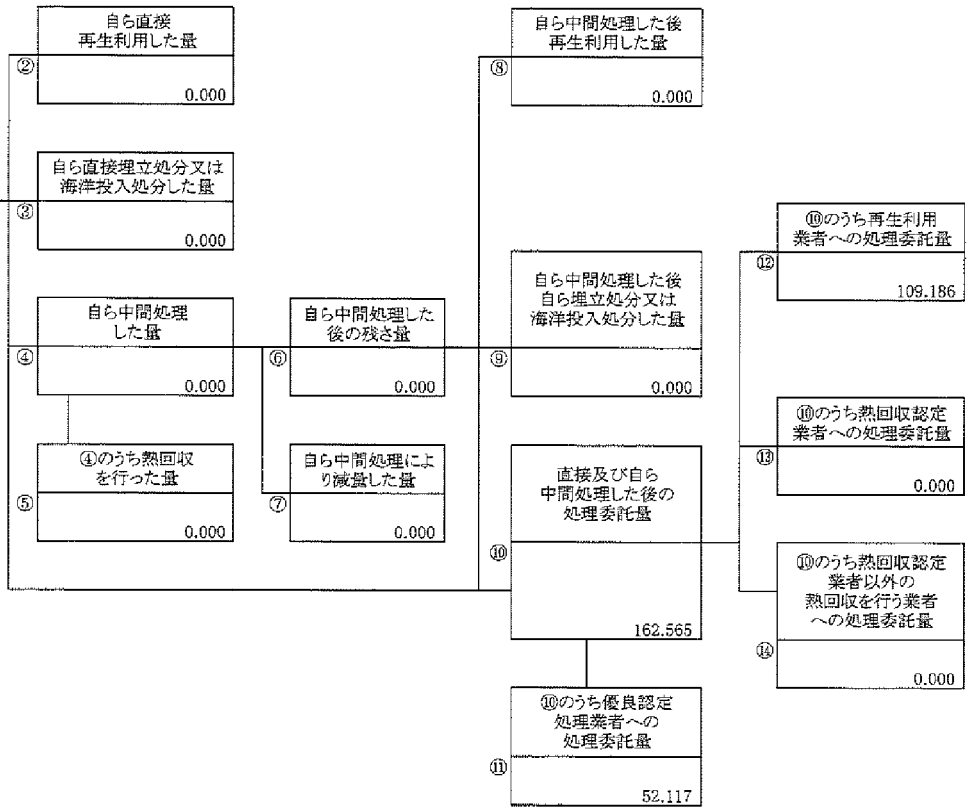 自ら直接
再生利用した量
②
0.000
自ら直接埋立処分又は
海洋投入処分した量
③
0.000
自ら中間処理
した量
④
0.000
④のうち熱回収
を行った量
⑤
0.000
自ら中間処理した
後の残さ量
⑥
0.000
自ら中間処理によ
り減量した量
⑦
0.000
自ら中間処理した後
再生利用した量
⑧
0.000
自ら中間処理した後
自ら埋立処分又は
海洋投入処分した量
⑨
0.000
直接及び自ら
中間処理した後の
処理委託量
⑩
162.565
⑩のうち優良認定
処理業者への
処理委託量
⑪
52.117
⑩のうち再生利用
業者への処理委託量
⑫
109.186
⑩のうち熱回収認定
業者への処理委託量
⑬
0.000
⑩のうち熱回収認定
業者以外の
熱回収を行う業者
への処理委託量
⑭
0.000